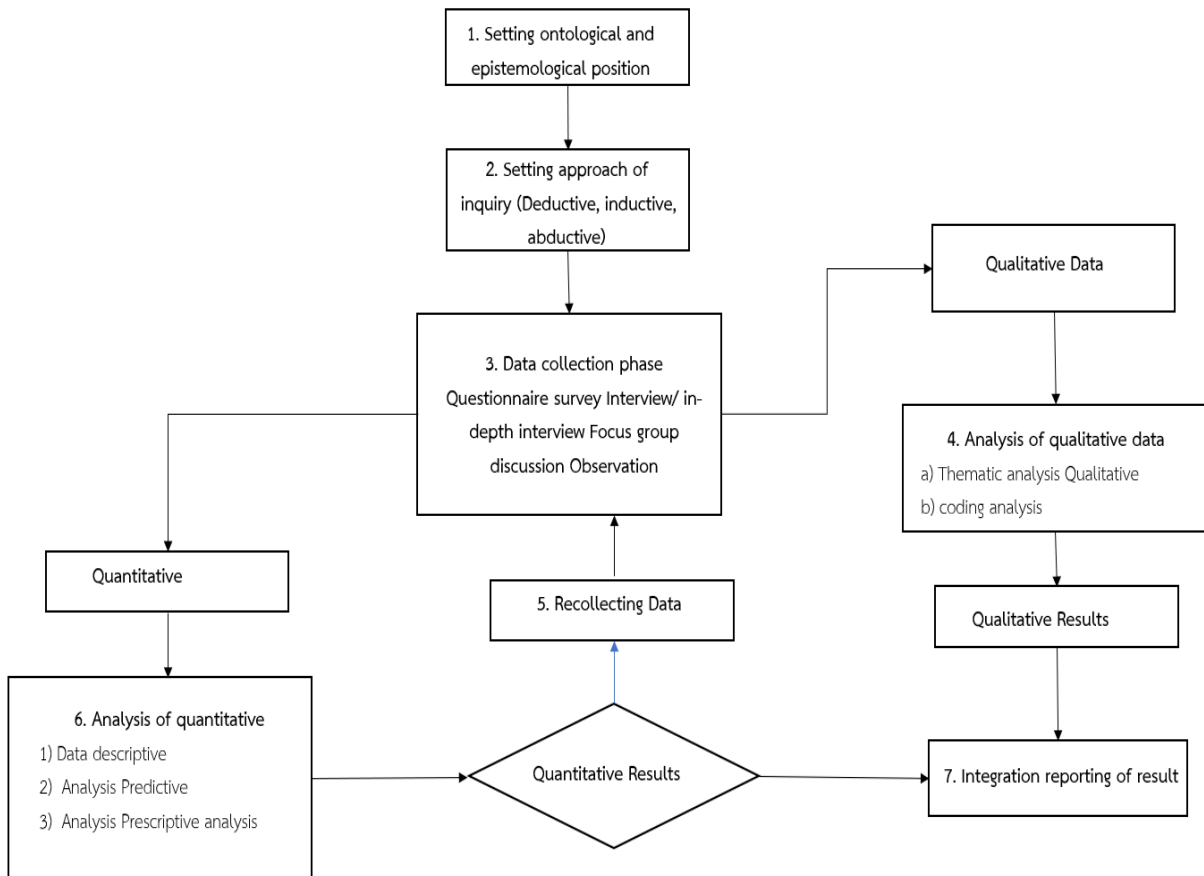 1. Setting ontological and
epistemological position
2. Setting approach of
inquiry (Deductive, inductive,
abductive)
Qualitative Data
3. Data collection phase
Questionnaire survey Interview/ in-
depth interview Focus group
discussion Observation
4. Analysis of qualitative data
a) Thematic analysis Qualitative
b) coding analysis
Quantitative
5. Recollecting Data
Qualitative Results
6. Analysis of quantitative
1) Data descriptive
2) Analysis Predictive
3) Analysis Prescriptive analysis
Quantitative Results
7. Integration reporting of result